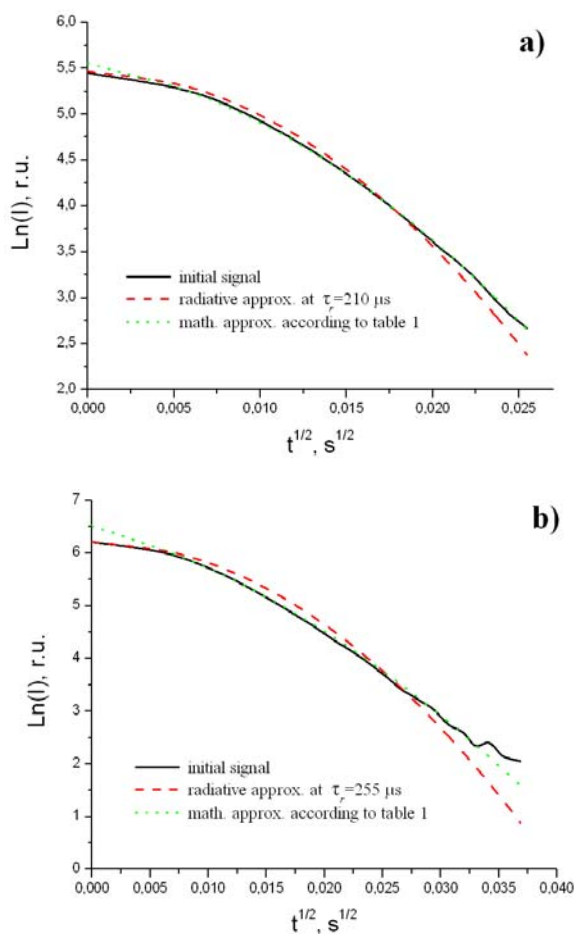 a)
6,0
5,5
5,0
4,5
4,0
3,5
3,0
2,5
2,0
Ln(I), r.u.
initial signal
radiative approx. at τr=210 μs
math. approx. according to table 1
0,000 0,005 0,010 0,015 0,020 0,025
t1/2, s1/2
b)
7
6
5
4
3
2
1
0
Ln(I), r.u.
initial signal
radiative approx. at τr=255 μs
math. approx. according to table 1
0,000 0,005 0,010 0,015 0,020 0,025 0,030 0,035 0,040
t1/2, s1/2